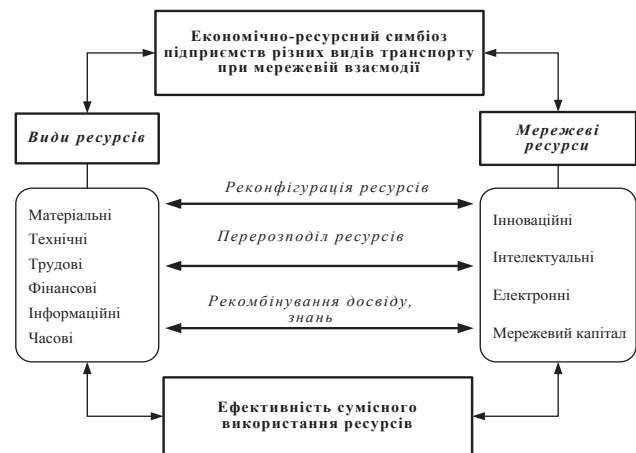 Економічно-ресурсний симбіоз
підприємств різних видів транспорту
при мережевій взаємодії
Види ресурсів
Мережеві
ресурси
Реконфігурація ресурсів
Перерозподіл ресурсів
Рекомбінування досвіду,
знань
Матеріальні
Технічні
Трудові
Фінансові
Інформаційні
Часові
Інноваційні
Інтелектуальні
Електронні
Мережевий капітал
Ефективність сумісного
використання ресурсів